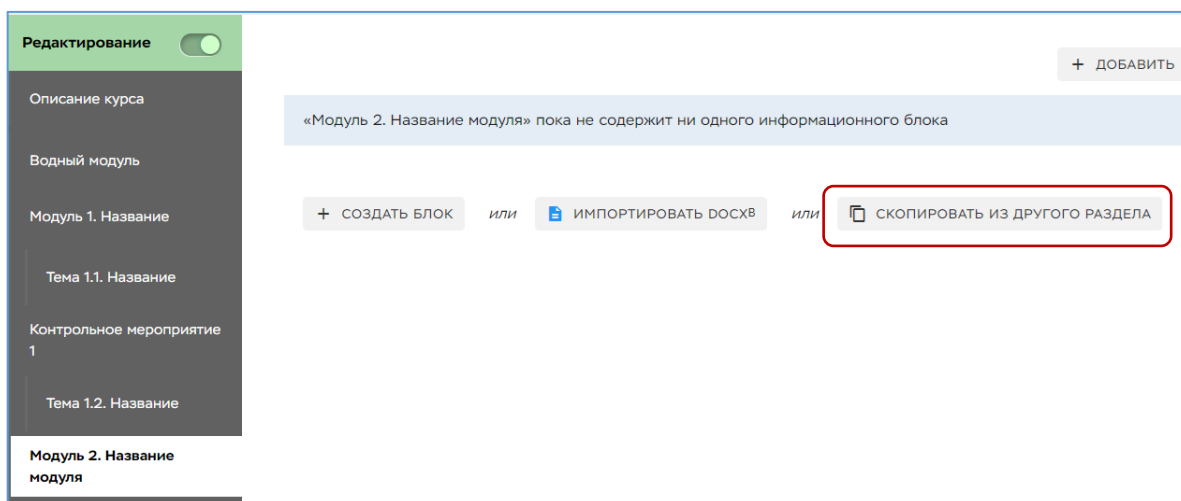 Редактирование
+ ДОБАВИТЬ
Описание курса
«Модуль 2. Название модуля» пока не содержит ни одного информационного блока
Водный модуль
Модуль 1. Название
+ СОЗДАТЬ БЛОК или ИМПОРТИРОВАТЬ DOCXВ или СКОПИРОВАТЬ ИЗ ДРУГОГО РАЗДЕЛА
Тема 1.1. Название
Контрольное мероприятие
1
Тема 1.2. Название
Модуль 2. Название
модуля